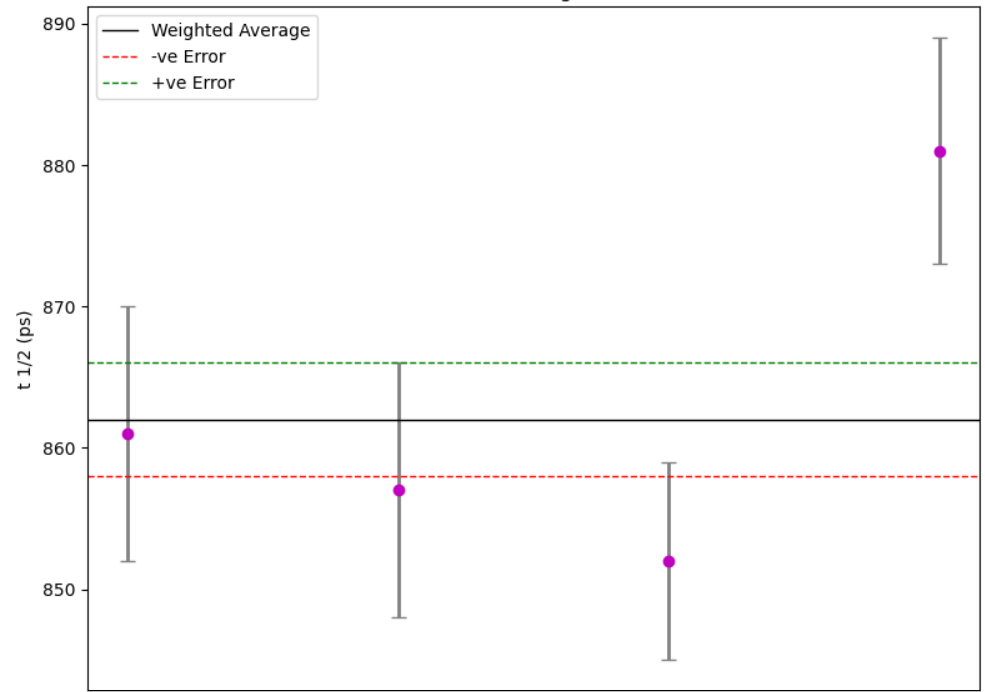 890
Weighted Average
-ve Error
+ve Error
880
870
t 1/2 (ps)
860
850